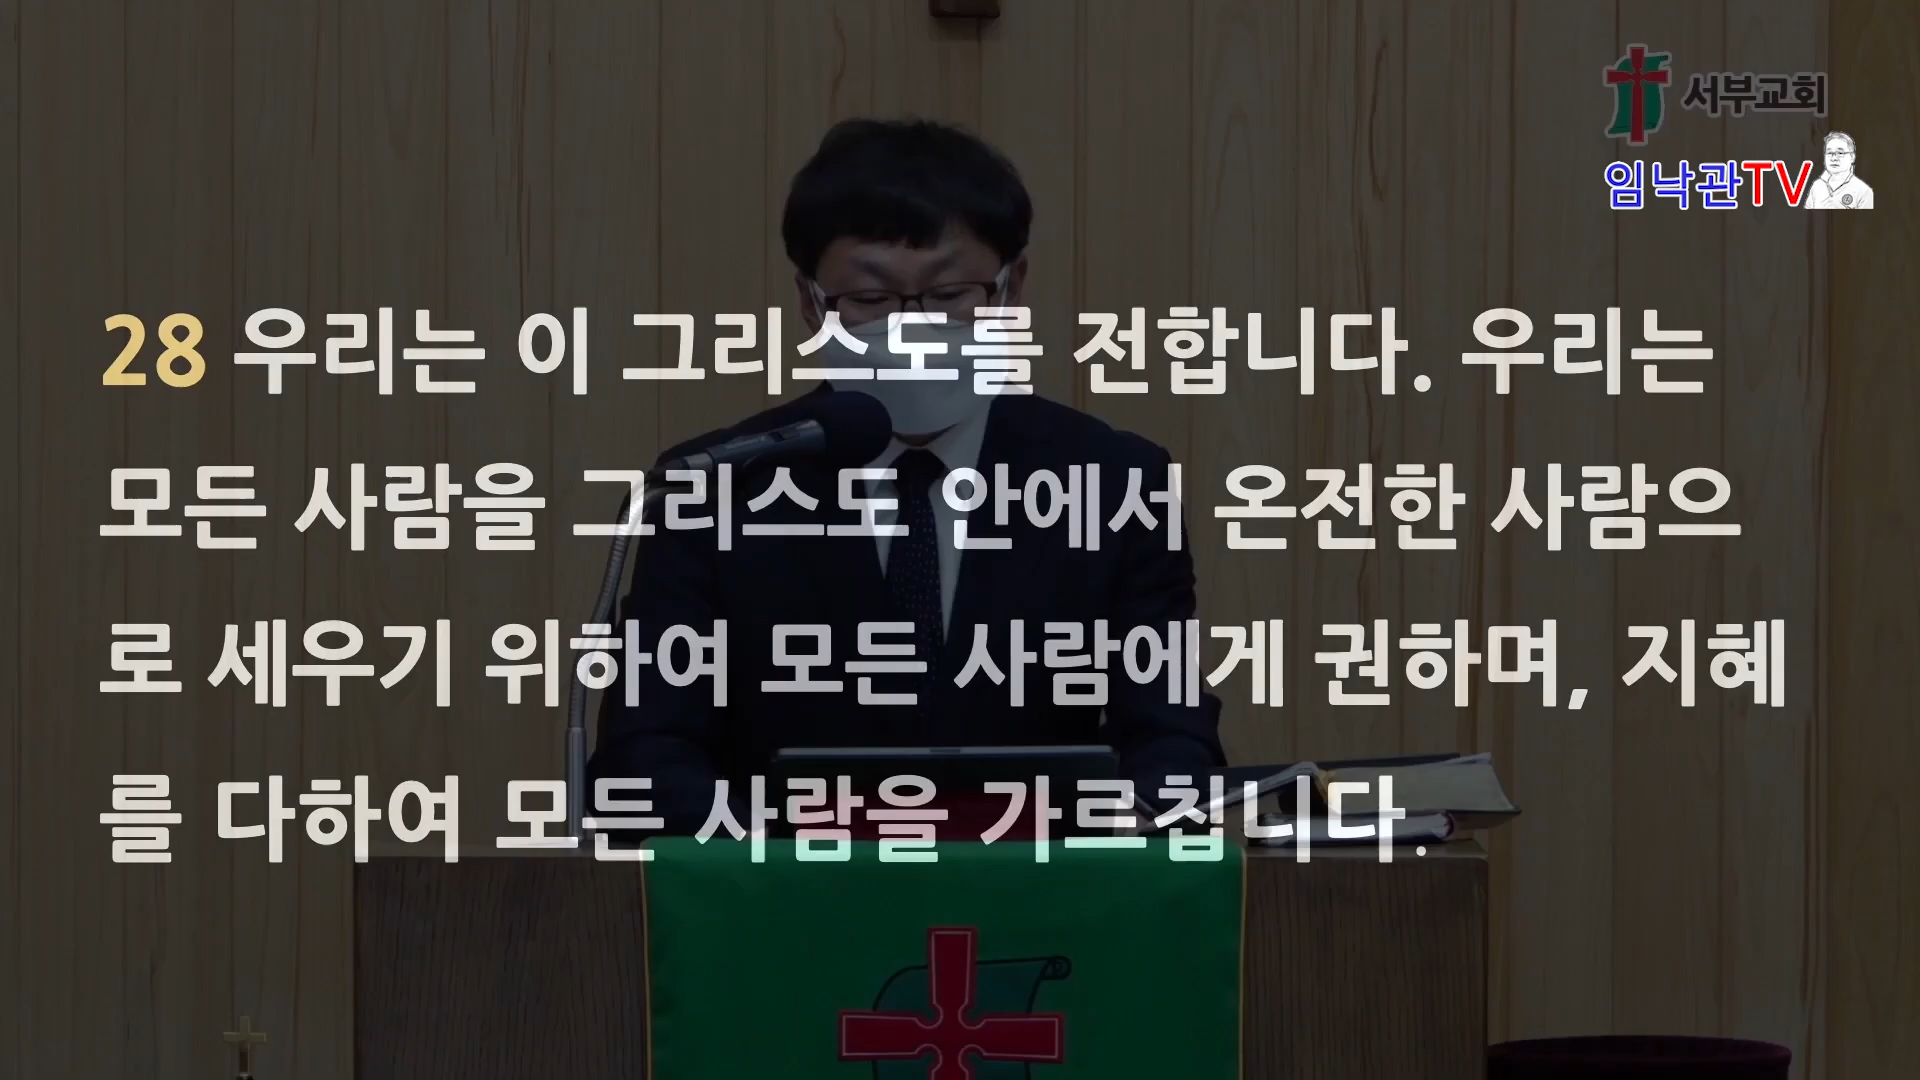 서부교회
임낙관TV
28 우리는 이 그리스도를 전합니다. 우리는
모든 사람을 그리스도 안에서 온전한 사람으
로 세우기 위하여 모든 사람에게 권하며, 지혜
를 다하여 모든 사람을 가르칩니다.